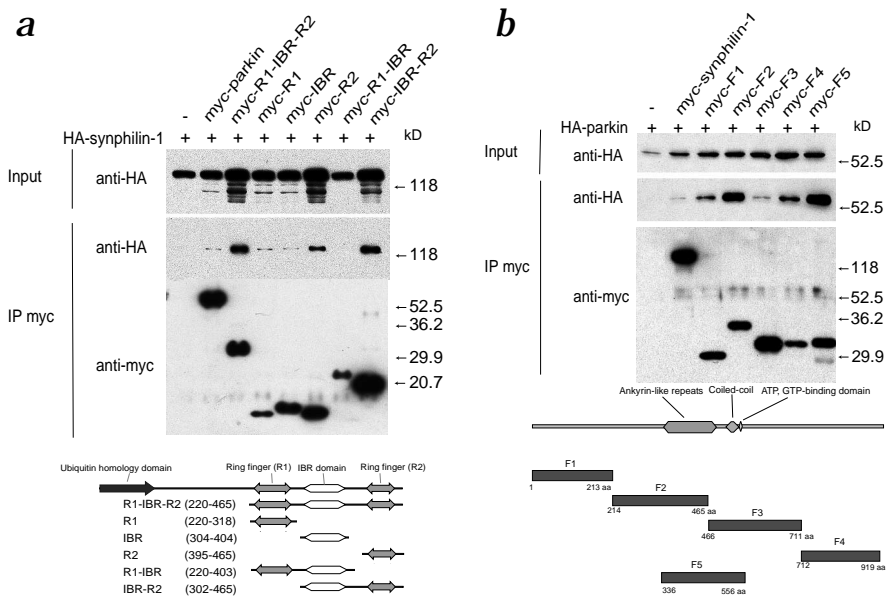 a
- myc-parkin myc-R1-IBR-R2 myc-R1 myc-IBR myc-R2 myc-R1-IBR myc-IBR-R2
HA-synphilin-1 + + + + + + + + kD
Input anti-HA ←118
anti-HA ←118
IP myc
anti-myc
←52.5
←36.2
←29.9
←20.7
Ubiquitin homology domain Ring finger (R1) IBR domain Ring finger (R2)
R1-IBR-R2 (220-465)
R1 (220-318)
IBR (304-404)
R2 (395-465)
R1-IBR (220-403)
IBR-R2 (302-465)
b
- myc-synphilin-1 myc-F1 myc-F2 myc-F3 myc-F4 myc-F5
HA-parkin + + + + + + + kD
Input anti-HA ←52.5
anti-HA ←52.5
IP myc
anti-myc
←118
←52.5
←36.2
←29.9
Ankyrin-like repeats Coiled-coil ATP, GTP-binding domain
F1
1 213 aa
F2
214 465 aa
F3
466 711 aa
F4
712 919 aa
F5
336 556 aa